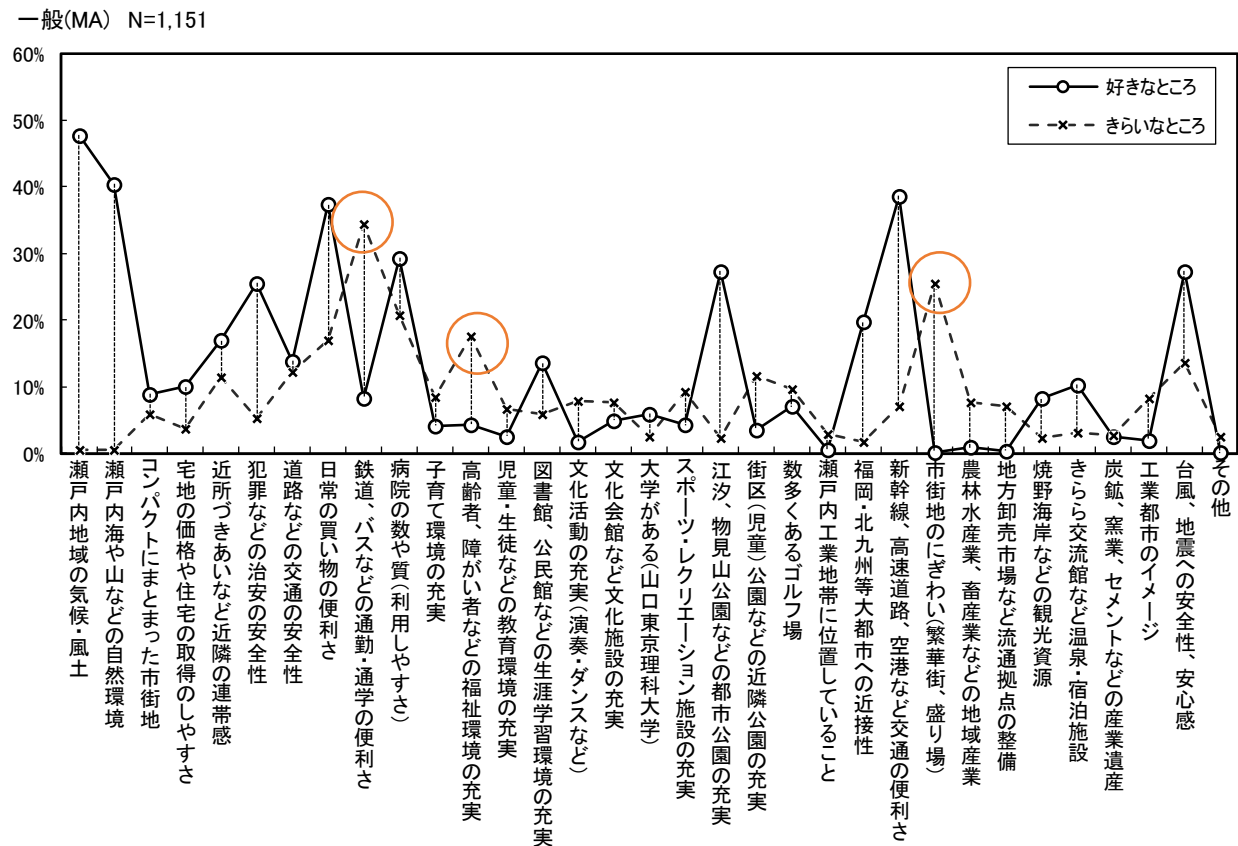 一般(MA) N=1,151
60%
50%
40%
30%
20%
10%
0%
好きなところ
きらいなところ
瀬戸内地域の気候・風土
瀬戸内海や山などの自然環境
コンパクトにまとまった市街地
宅地の価格や住宅の取得のしやすさ
近所づきあいなど近隣の連帯感
犯罪などの治安の安全性
道路などの交通の安全性
日常の買い物の便利さ
鉄道、バスなどの通勤・通学の便利さ
病院の数や質(利用しやすさ)
子育て環境の充実
高齢者、障がい者などの福祉環境の充実
児童・生徒などの教育環境の充実
図書館、公民館などの生涯学習環境の充実
文化活動の充実(演奏・ダンスなど)
文化会館など文化施設の充実
大学がある(山口東京理科大学)
スポーツ・レクリエーション施設の充実
江汐、物見山公園などの都市公園の充実
街区(児童)公園などの近隣公園の充実
数多くあるゴルフ場
瀬戸内工業地帯に位置していること
福岡・北九州等大都市への近接性
新幹線、高速道路、空港など交通の便利さ
市街地のにぎわい(繁華街、盛り場)
農林水産業、畜産業などの地域産業
地方卸売市場など流通拠点の整備
焼野海岸などの観光資源
きらら交流館など温泉・宿泊施設
炭鉱、窯業、セメントなどの産業遺産
工業都市のイメージ
台風、地震への安全性、安心感
その他